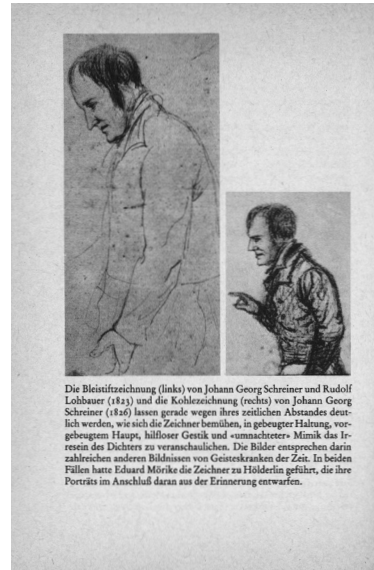 Die Bleistiftzeichnung (links) von Johann Georg Schreiner und Rudolf
Lohbauer (1823) und die Kohlezeichnung (rechts) von Johann Georg
Schreiner (1826) lassen gerade wegen ihres zeitlichen Abstandes deut-
lich werden, wie sich die Zeichner bemühen, in gebeugter Haltung, vor-
gebeugtem Haupt, hilfloser Gestik und «umnachteter» Mimik das Ir-
resein des Dichters zu veranschaulichen. Die Bilder entsprechen darin
zahlreichen anderen Bildnissen von Geisteskranken der Zeit. In beiden
Fällen hatte Eduard Mörike die Zeichner zu Hölderlin geführt, die ihre
Porträts im Anschluß daran aus der Erinnerung entwarfen.